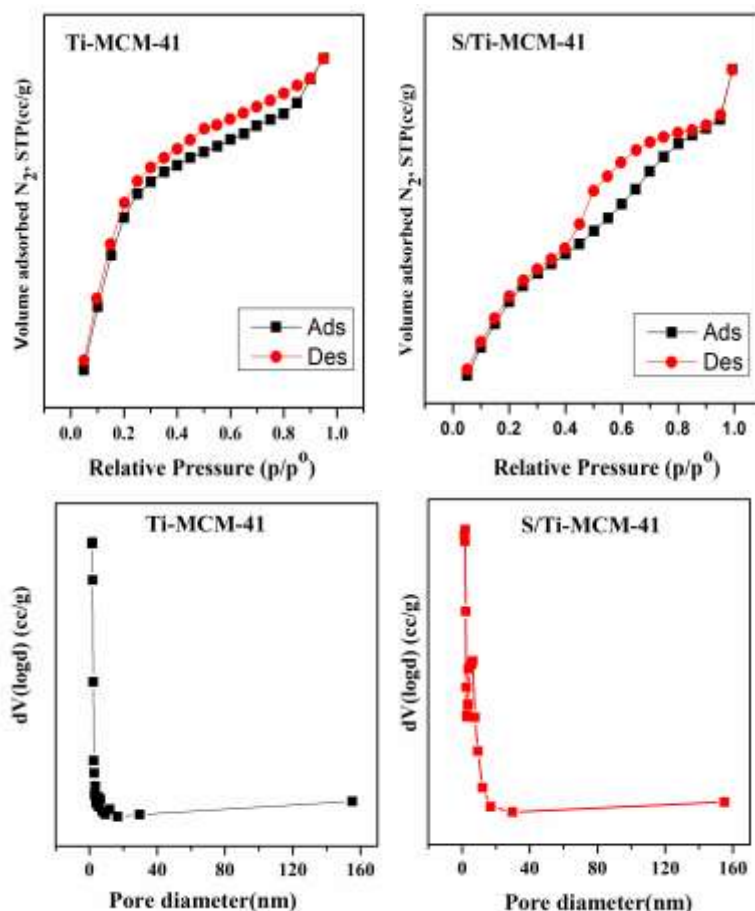 Ti-MCM-41
Volume adsorbed N₂, STP(cc/g)
Ads
Des
0.0 0.2 0.4 0.6 0.8 1.0
Relative Pressure (p/p⁰)
S/Ti-MCM-41
Volume adsorbed N₂, STP(cc/g)
Ads
Des
0.0 0.2 0.4 0.6 0.8 1.0
Relative Pressure (p/p⁰)
Ti-MCM-41
dV(logd) (cc/g)
0 40 80 120 160
Pore diameter(nm)
S/Ti-MCM-41
dV(logd) (cc/g)
0 40 80 120 160
Pore diameter(nm)